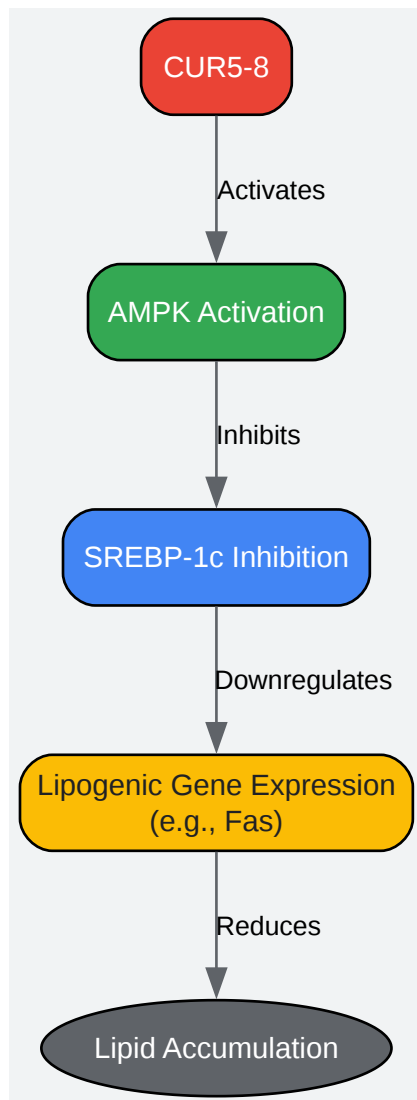 CUR5-8
Activates
AMPK Activation
Inhibits
SREBP-1c Inhibition
Downregulates
Lipogenic Gene Expression
(e.g., Fas)
Reduces
Lipid Accumulation